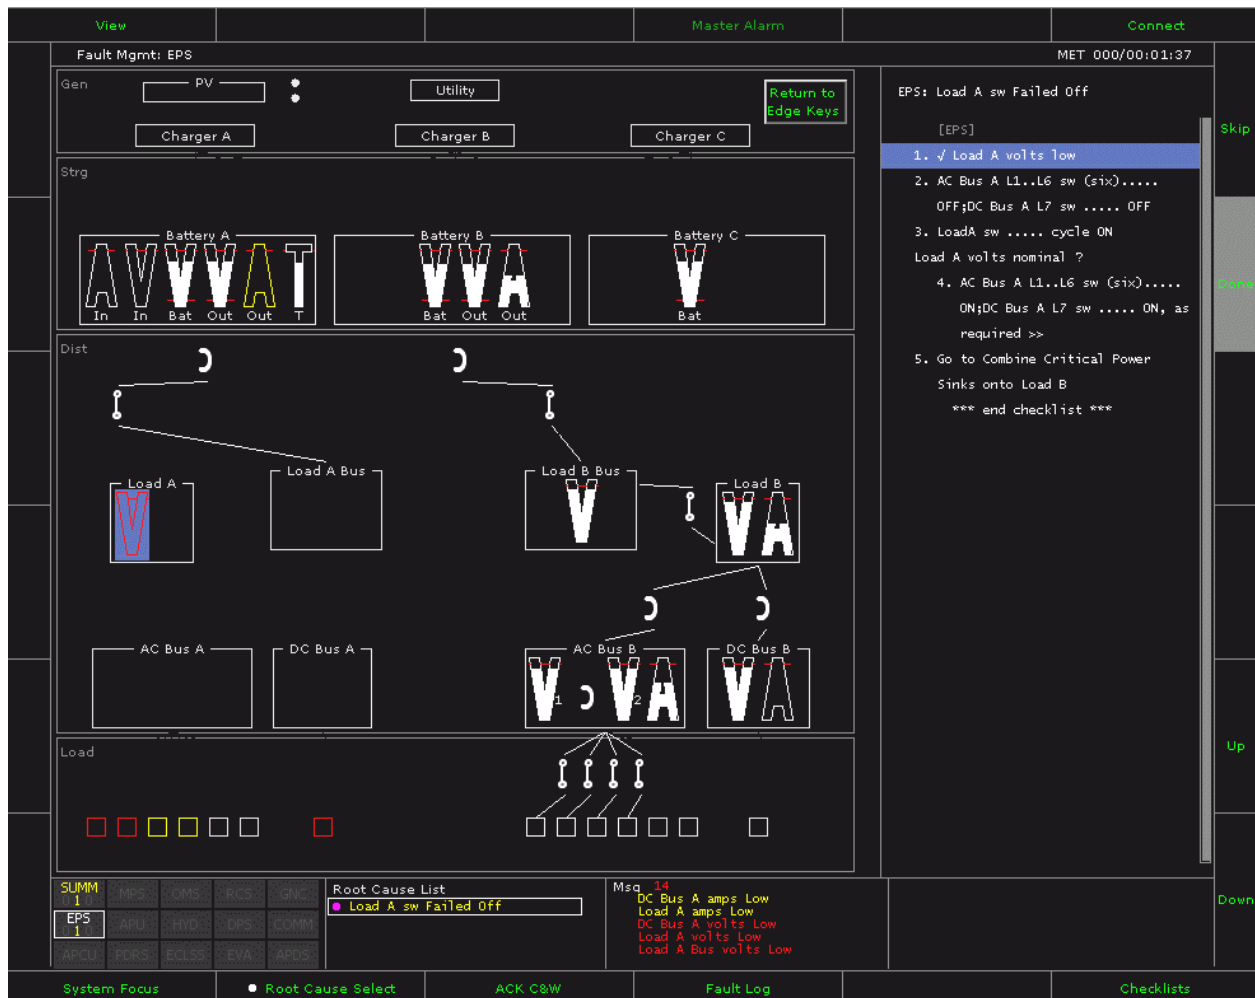 View
Master Alarm
Connect
Fault Mgmt: EPS
MET 000/00:01:37
Gen
PV
Utility
Return to
Edge Keys
Charger A
Charger B
Charger C
Strg
Battery A
A V V V A T
In In Bat Out Out T
Battery B
V V A
Bat Out Out
Battery C
V
Bat
Dist
Load A
V
Load A Bus
Load B Bus
V
Load B
V A
AC Bus A
DC Bus A
AC Bus B
V 1 V 2 A
DC Bus B
V A
Load
EPS: Load A sw Failed Off
[EPS]
1. √ Load A volts low
2. AC Bus A L1..L6 sw (six).....
OFF;DC Bus A L7 sw ..... OFF
3. LoadA sw ..... cycle ON
Load A volts nominal ?
4. AC Bus A L1..L6 sw (six).....
ON;DC Bus A L7 sw ..... ON, as
required >>
5. Go to Combine Critical Power
Sinks onto Load B
*** end checklist ***
Skip
Done
Up
Down
SUMM
0 1 0
MPS
OMS
RCS
GNC
EPS
0 1 0
APU
HYD
DPS
COMM
APCU
PDRS
ECLSS
EVA
APDS
Root Cause List
Load A sw Failed Off
Msg 14
DC Bus A amps Low
Load A amps Low
DC Bus A volts Low
Load A volts Low
Load A Bus volts Low
System Focus
Root Cause Select
ACK C&W
Fault Log
Checklists